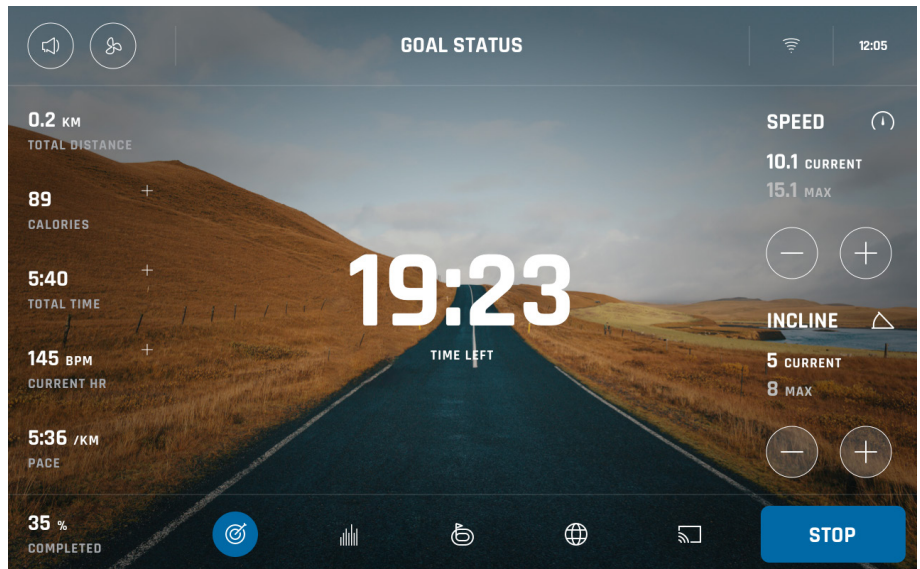 GOAL STATUS
12:05
0.2 KM
TOTAL DISTANCE
89
CALORIES
5:40
TOTAL TIME
145 BPM
CURRENT HR
5:36 /KM
PACE
35 %
COMPLETED
19:23
TIME LEFT
SPEED
10.1 CURRENT
15.1 MAX
INCLINE
5 CURRENT
8 MAX
STOP